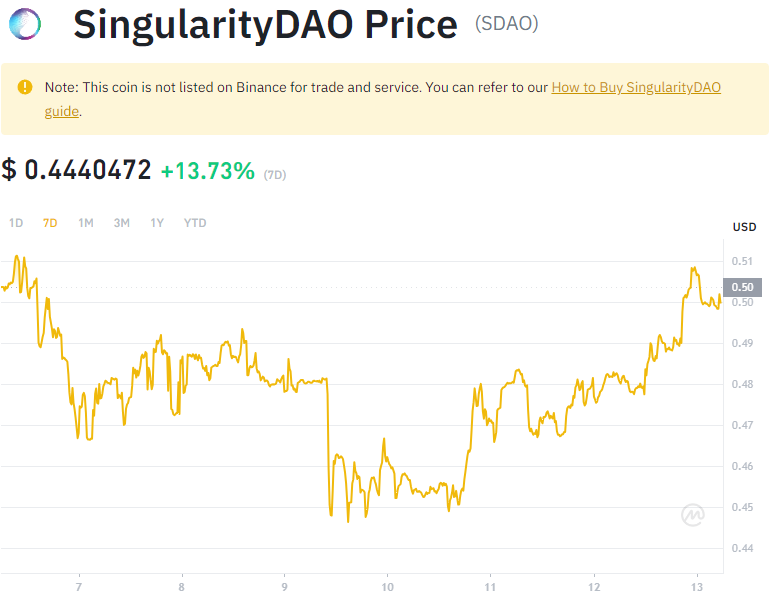 SingularityDAO Price (SDAO)
Note: This coin is not listed on Binance for trade and service. You can refer to our How to Buy SingularityDAO
guide.
$ 0.4440472 +13.73% (7D)
1D 7D 1M 3M 1Y YTD
USD
0.51
0.50
0.50
0.49
0.48
0.47
0.46
0.45
0.44
7 8 9 10 11 12 13